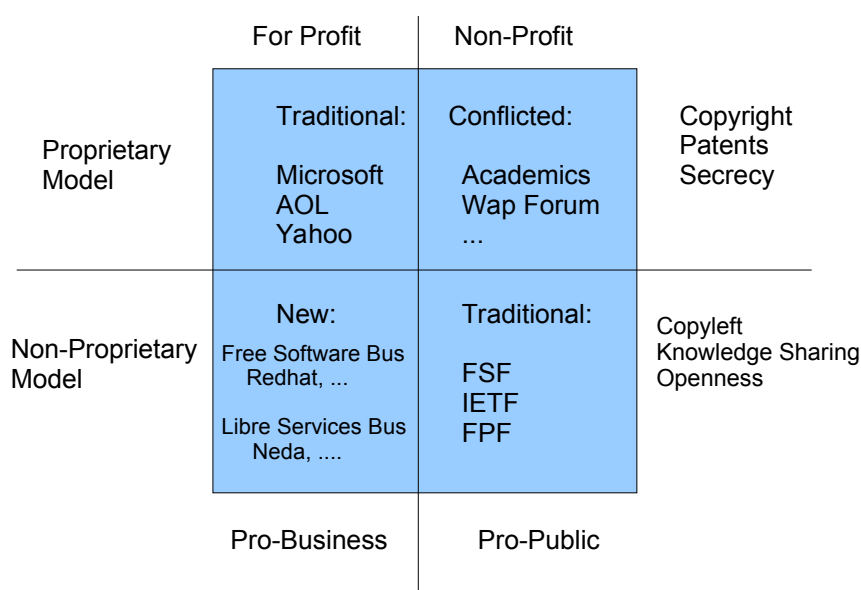 For Profit
Non-Profit
Proprietary
Model
Traditional:
Microsoft
AOL
Yahoo
Conflicted:
Academics
Wap Forum
...
Copyright
Patents
Secrecy
Non-Proprietary
Model
New:
Free Software Bus
Redhat, ...
Libre Services Bus
Neda, ....
Traditional:
FSF
IETF
FPF
Copyleft
Knowledge Sharing
Openness
Pro-Business
Pro-Public